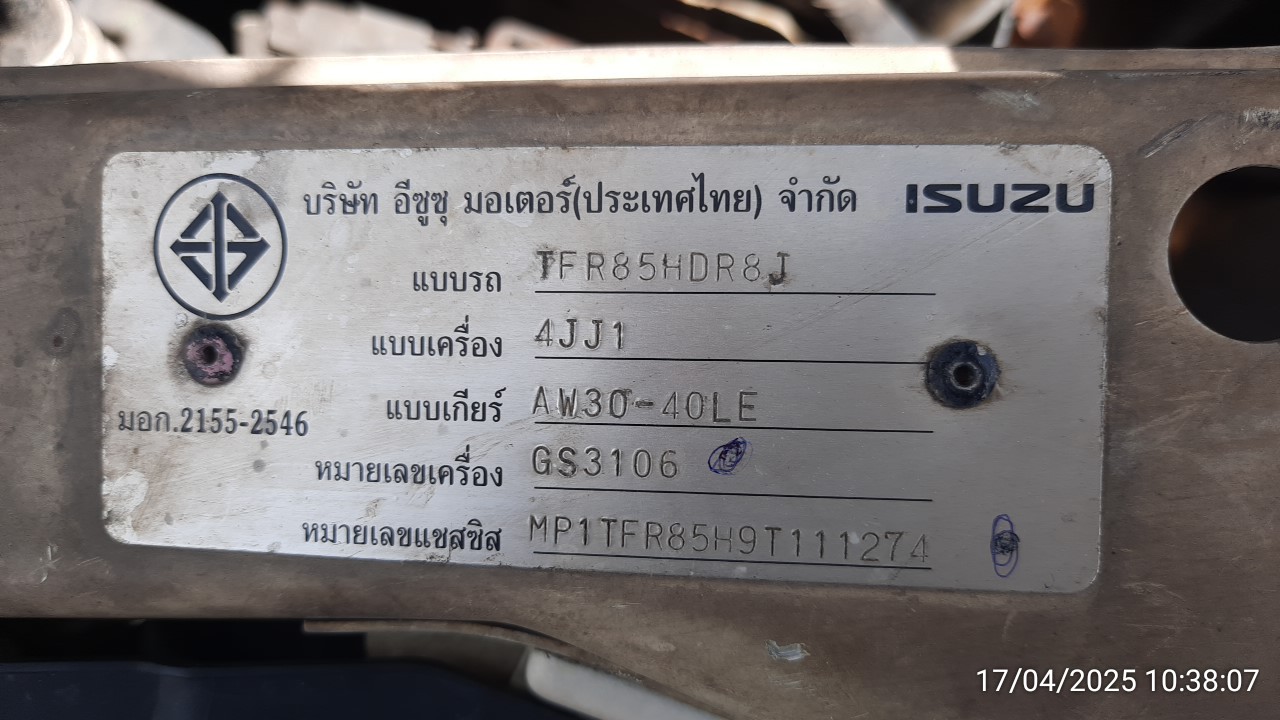 บริษัท อีซูซุ มอเตอร์(ประเทศไทย) จำกัด ISUZU
แบบรถ TFR85HDR8J
แบบเครื่อง 4JJ1
แบบเกียร์ AW30-40LE
มอก.2155-2546
หมายเลขเครื่อง GS3106
หมายเลขแชสซิส MP1TFR85H9T111274
17/04/2025 10:38:07